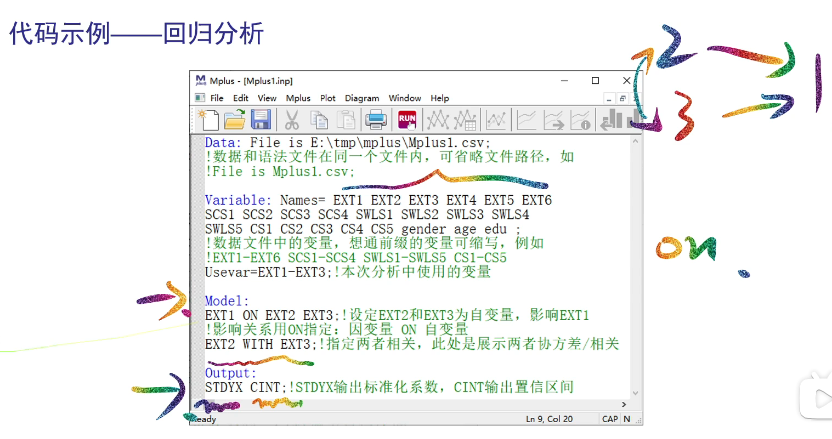 代码示例——回归分析
Mplus - [Mplus1.inp]
File Edit View Mplus Plot Diagram Window Help
RUN
Data: File is E:\tmp\mplus\Mplus1.csv;
!数据和语法文件在同一个文件内，可省略文件路径，如
!File is Mplus1.csv;
Variable: Names= EXT1 EXT2 EXT3 EXT4 EXT5 EXT6
SCS1 SCS2 SCS3 SCS4 SWLS1 SWLS2 SWLS3 SWLS4
SWLS5 CS1 CS2 CS3 CS4 CS5 gender age edu ;
!数据文件中的变量，想通前缀的变量可缩写，例如
!EXT1-EXT6 SCS1-SCS4 SWLS1-SWLS5 CS1-CS5
Usevar=EXT1-EXT3;!本次分析中使用的变量
Model:
EXT1 ON EXT2 EXT3;!设定EXT2和EXT3为自变量，影响EXT1
!影响关系用ON指定：因变量 ON 自变量
EXT2 WITH EXT3;!指定两者相关，此处是展示两者协方差/相关
Output:
STDYX CINT;!STDYX输出标准化系数，CINT输出置信区间
Ready
Ln 9, Col 20
CAP N
2
3
1
on